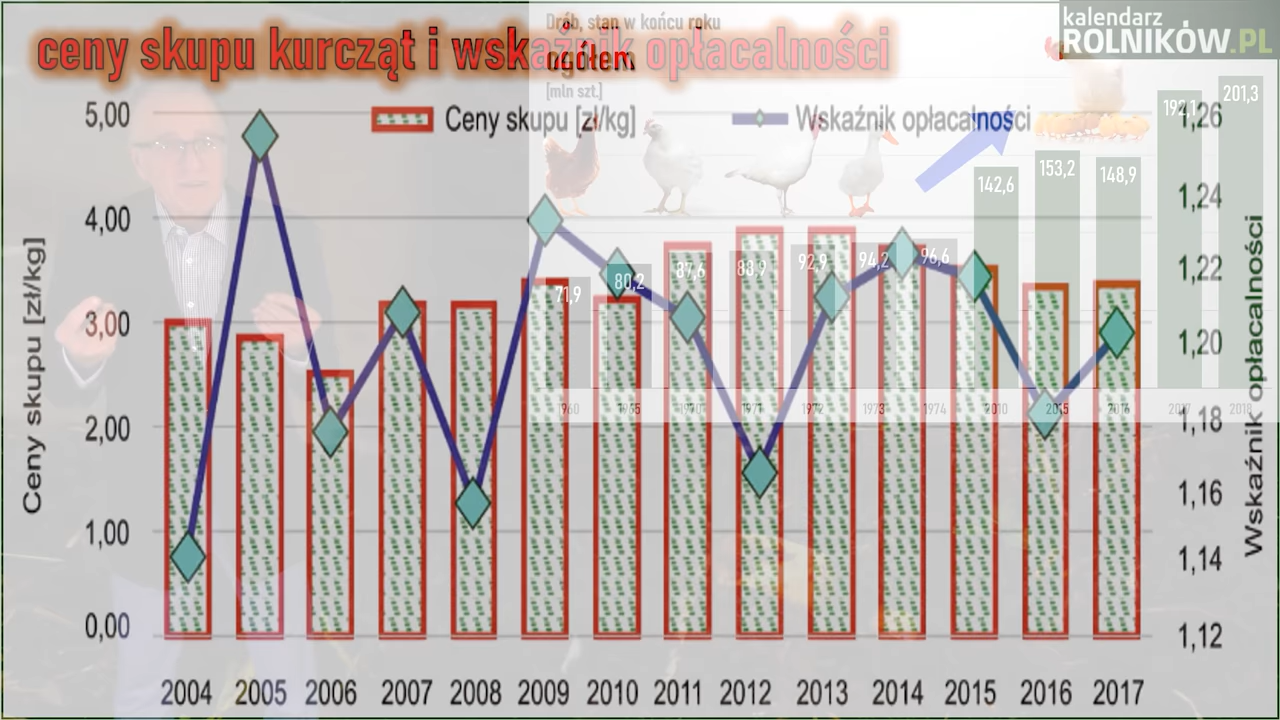 Drób, stan w końcu roku
kalendarz
ROLNIKÓW.PL
ceny skupu kurcząt i wskaźnik opłacalności
ogółem
[mln szt.]
Ceny skupu [zł/kg]
Wskaźnik opłacalności
5,00
4,00
3,00
2,00
1,00
0,00
Ceny skupu [zł/kg]
1,26
1,24
1,22
1,20
1,18
1,16
1,14
1,12
Wskaźnik opłacalności
71,9 80,2 87,6 83,9 92,9 94,2 96,6 142,6 153,2 148,9 192,1 201,3
1960 1965 1970 1971 1972 1973 1974 2010 2015 2016 2017 2018
2004 2005 2006 2007 2008 2009 2010 2011 2012 2013 2014 2015 2016 2017